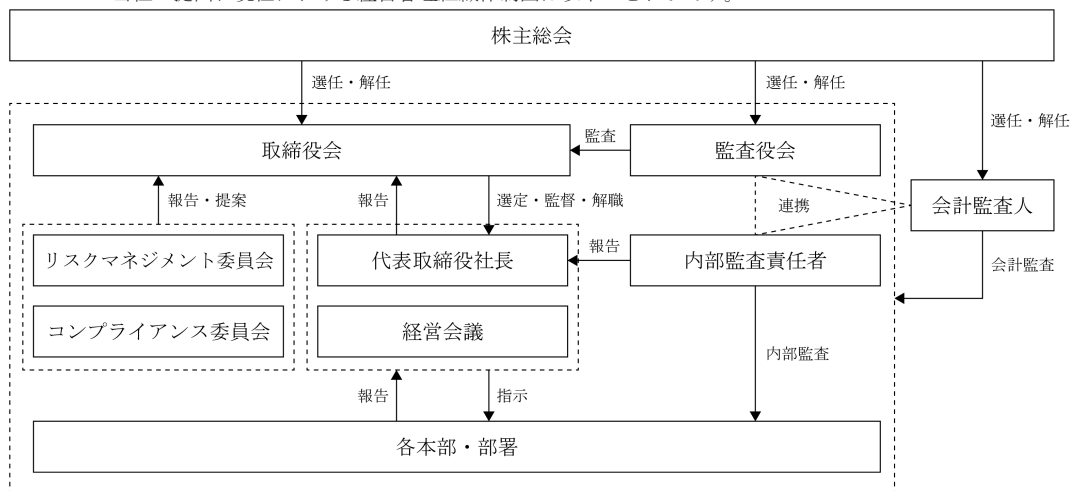 株主総会
選任・解任
選任・解任
選任・解任
取締役会
監査
監査役会
報告・提案
報告
選定・監督・解職
連携
会計監査人
リスクマネジメント委員会
代表取締役社長
報告
内部監査責任者
会計監査
コンプライアンス委員会
経営会議
内部監査
報告
指示
各本部・部署